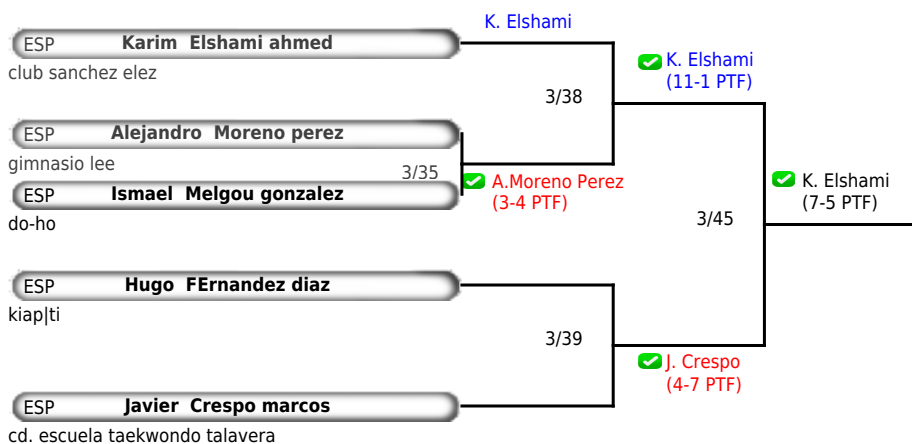 K. Elshami
ESP Karim Elshami ahmed
club sanchez elez
K. Elshami
(11-1 PTF)
3/38
ESP Alejandro Moreno perez
gimnasio lee
3/35
A.Moreno Perez
(3-4 PTF)
K. Elshami
(7-5 PTF)
ESP Ismael Melgou gonzalez
do-ho
3/45
ESP Hugo FErnandez diaz
kiap|ti
3/39
J. Crespo
(4-7 PTF)
ESP Javier Crespo marcos
cd. escuela taekwondo talavera